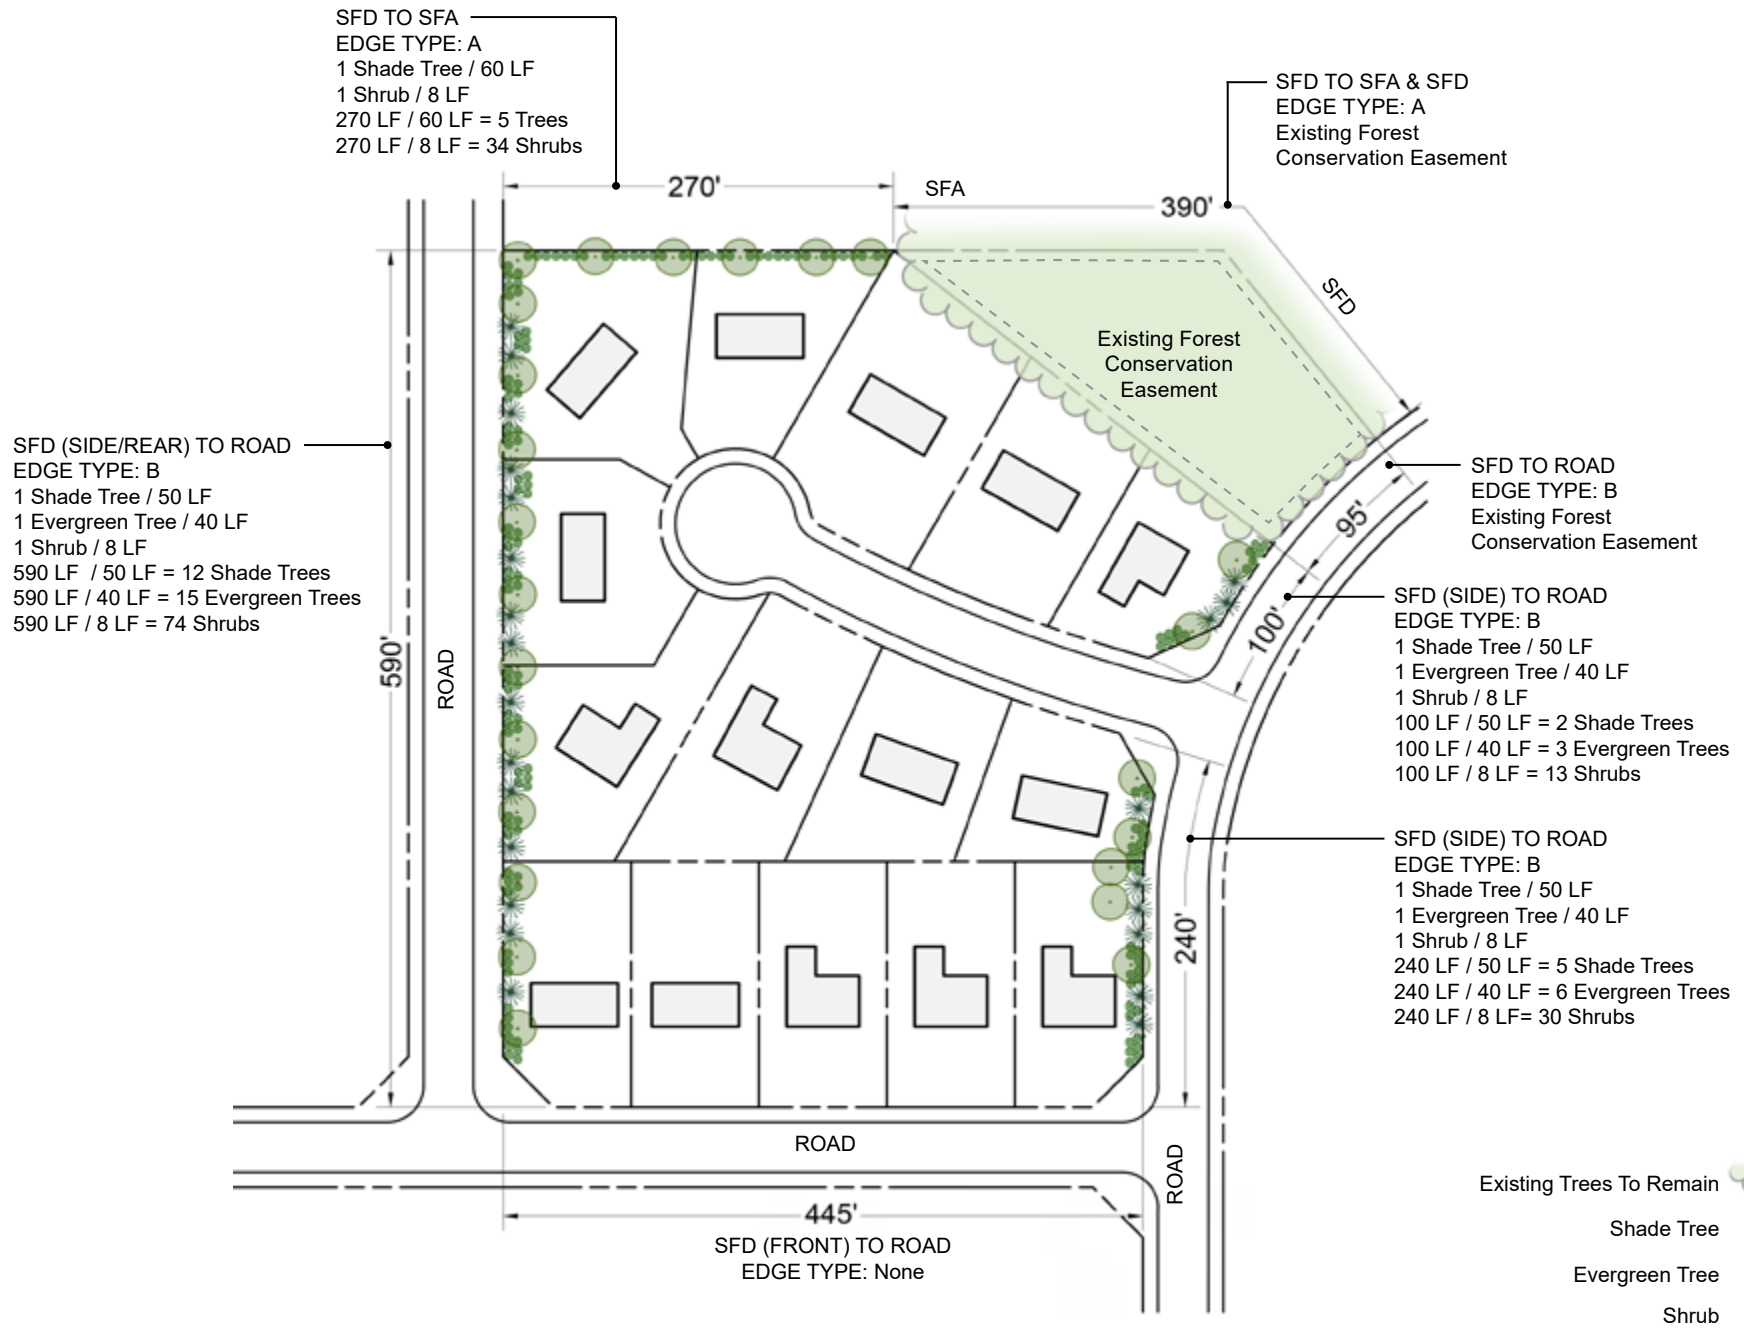 SFD TO SFA
EDGE TYPE: A
1 Shade Tree / 60 LF
1 Shrub / 8 LF
270 LF / 60 LF = 5 Trees
270 LF / 8 LF = 34 Shrubs
SFD TO SFA & SFD
EDGE TYPE: A
Existing Forest
Conservation Easement
270'
SFA
390'
SFD
Existing Forest
Conservation
Easement
SFD (SIDE/REAR) TO ROAD
EDGE TYPE: B
1 Shade Tree / 50 LF
1 Evergreen Tree / 40 LF
1 Shrub / 8 LF
590 LF / 50 LF = 12 Shade Trees
590 LF / 40 LF = 15 Evergreen Trees
590 LF / 8 LF = 74 Shrubs
590'
ROAD
SFD TO ROAD
EDGE TYPE: B
Existing Forest
Conservation Easement
95'
SFD (SIDE) TO ROAD
EDGE TYPE: B
1 Shade Tree / 50 LF
1 Evergreen Tree / 40 LF
1 Shrub / 8 LF
100 LF / 50 LF = 2 Shade Trees
100 LF / 40 LF = 3 Evergreen Trees
100 LF / 8 LF = 13 Shrubs
100'
SFD (SIDE) TO ROAD
EDGE TYPE: B
1 Shade Tree / 50 LF
1 Evergreen Tree / 40 LF
1 Shrub / 8 LF
240 LF / 50 LF = 5 Shade Trees
240 LF / 40 LF = 6 Evergreen Trees
240 LF / 8 LF= 30 Shrubs
240'
ROAD
ROAD
445'
SFD (FRONT) TO ROAD
EDGE TYPE: None
Existing Trees To Remain
Shade Tree
Evergreen Tree
Shrub